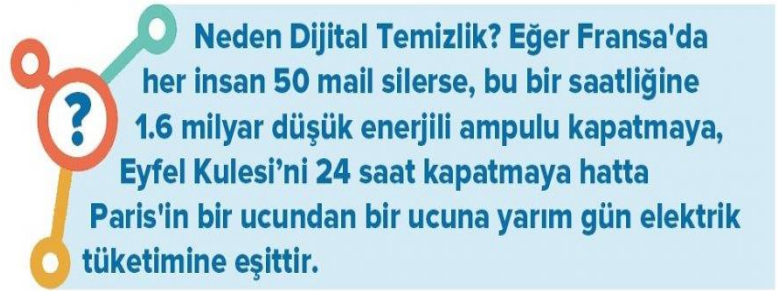 Neden Dijital Temizlik? Eğer Fransa'da
her insan 50 mail silerse, bu bir saatliğine
1.6 milyar düşük enerjili ampulu kapatmaya,
Eyfel Kulesi’ni 24 saat kapatmaya hatta
Paris'in bir ucundan bir ucuna yarım gün elektrik
tüketimine eşittir.
?